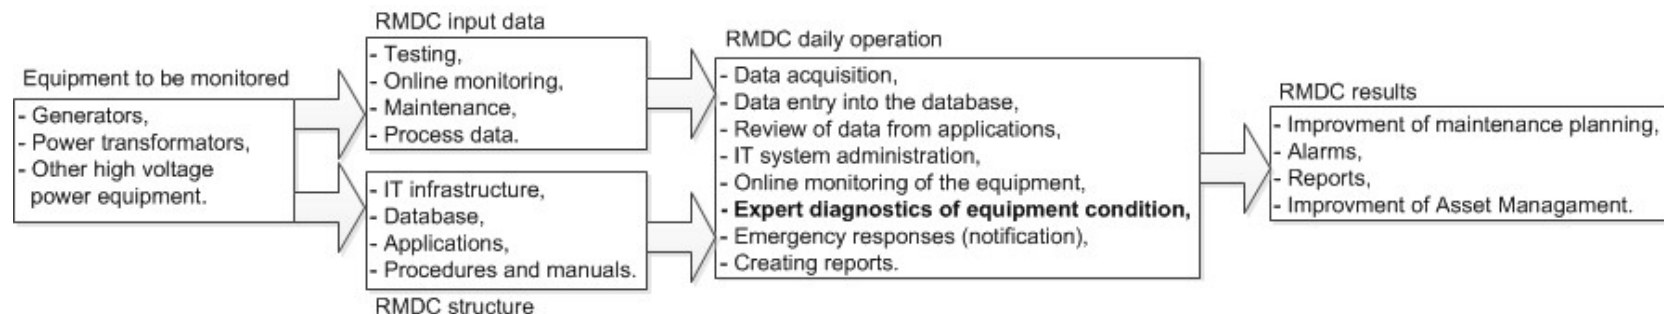 Equipment to be monitored
- Generators,
- Power transformators,
- Other high voltage
power equipment.
RMDC input data
- Testing,
- Online monitoring,
- Maintenance,
- Process data.
- IT infrastructure,
- Database,
- Applications,
- Procedures and manuals.
RMDC structure
RMDC daily operation
- Data acquisition,
- Data entry into the database,
- Review of data from applications,
- IT system administration,
- Online monitoring of the equipment,
- Expert diagnostics of equipment condition,
- Emergency responses (notification),
- Creating reports.
RMDC results
- Improvment of maintenance planning,
- Alarms,
- Reports,
- Improvment of Asset Managament.